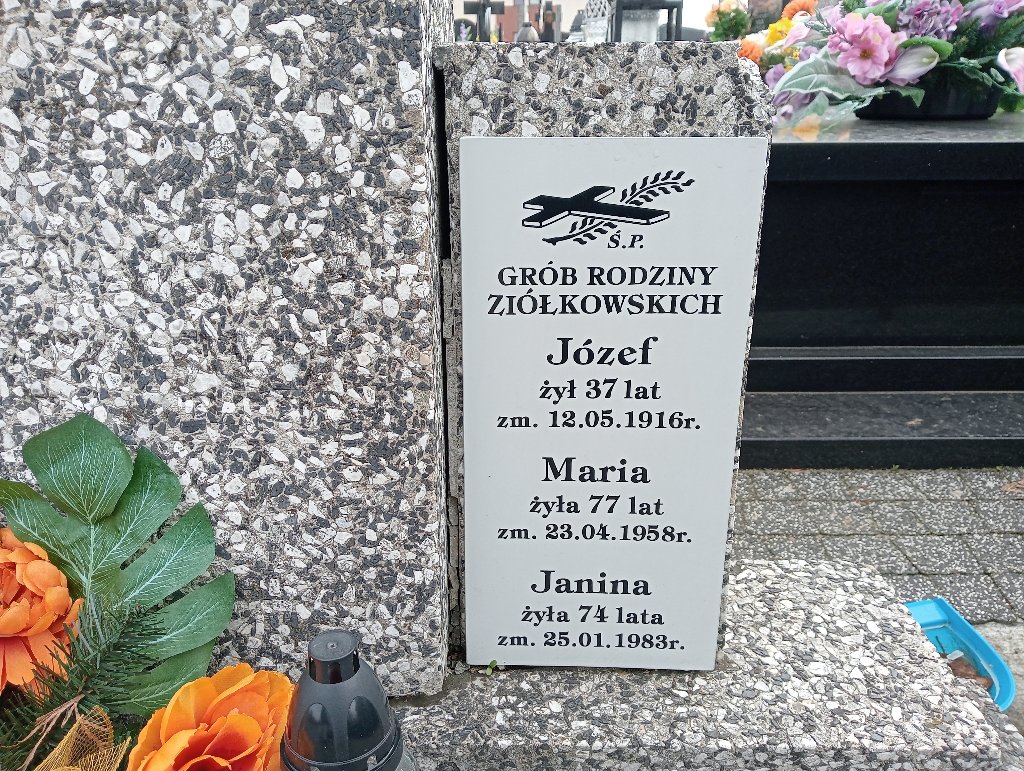 Ś.P.
GRÓB RODZINY
ZIÓŁKOWSKICH
Józef
żył 37 lat
zm. 12.05.1916r.
Maria
żyła 77 lat
zm. 23.04.1958r.
Janina
żyła 74 lata
zm. 25.01.1983r.